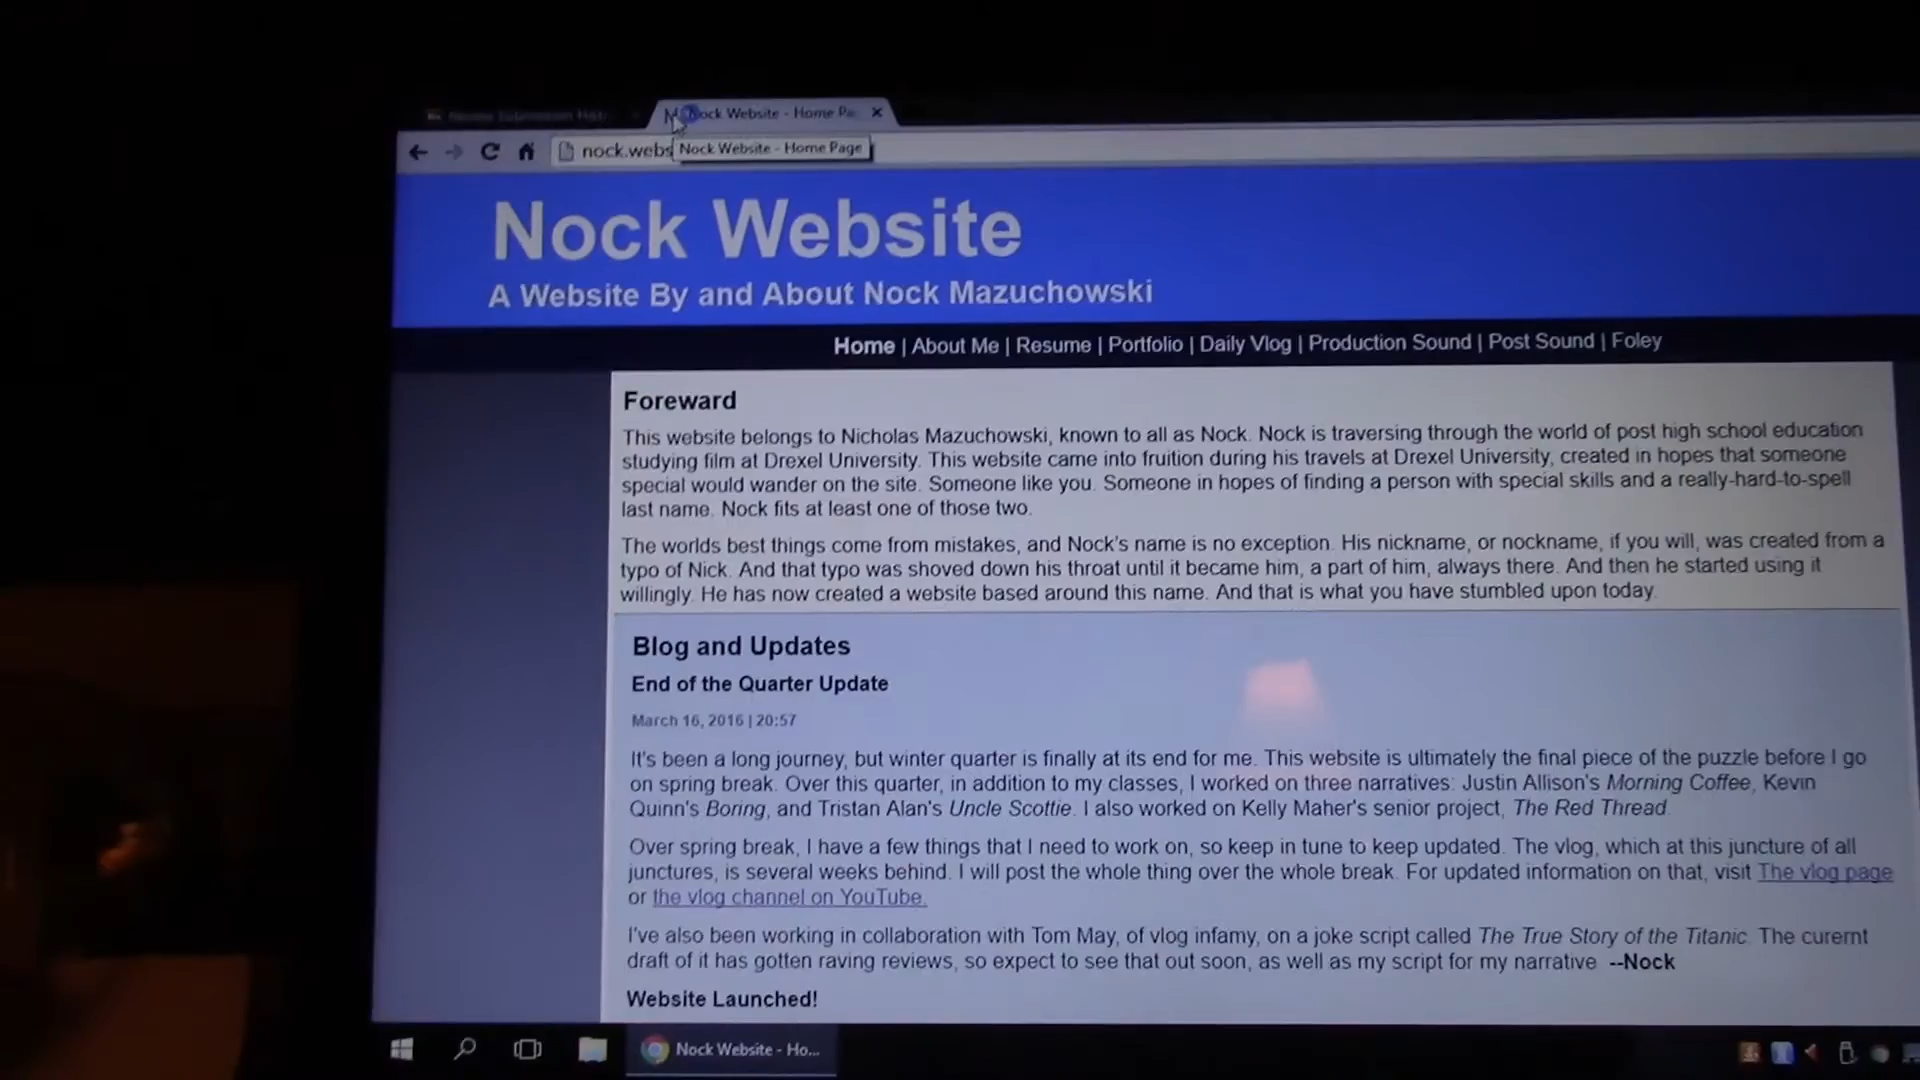 Nock Website - Home Pa
nock.webs
Nock Website - Home Page
Nock Website
A Website By and About Nock Mazuchowski
Home | About Me | Resume | Portfolio | Daily Vlog | Production Sound | Post Sound | Foley
Foreward
This website belongs to Nicholas Mazuchowski, known to all as Nock. Nock is traversing through the world of post high school education
studying film at Drexel University. This website came into fruition during his travels at Drexel University, created in hopes that someone
special would wander on the site. Someone like you. Someone in hopes of finding a person with special skills and a really-hard-to-spell
last name. Nock fits at least one of those two.
The worlds best things come from mistakes, and Nock's name is no exception. His nickname, or nockname, if you will, was created from a
typo of Nick. And that typo was shoved down his throat until it became him, a part of him, always there. And then he started using it
willingly. He has now created a website based around this name. And that is what you have stumbled upon today.
Blog and Updates
End of the Quarter Update
March 16, 2016 | 20:57
It's been a long journey, but winter quarter is finally at its end for me. This website is ultimately the final piece of the puzzle before I go
on spring break. Over this quarter, in addition to my classes, I worked on three narratives: Justin Allison's Morning Coffee, Kevin
Quinn's Boring, and Tristan Alan's Uncle Scottie. I also worked on Kelly Maher's senior project, The Red Thread.
Over spring break, I have a few things that I need to work on, so keep in tune to keep updated. The vlog, which at this juncture of all
junctures, is several weeks behind. I will post the whole thing over the whole break. For updated information on that, visit The vlog page
or the vlog channel on YouTube.
I've also been working in collaboration with Tom May, of vlog infamy, on a joke script called The True Story of the Titanic. The curernt
draft of it has gotten raving reviews, so expect to see that out soon, as well as my script for my narrative --Nock
Website Launched!
Nock Website - Ho...